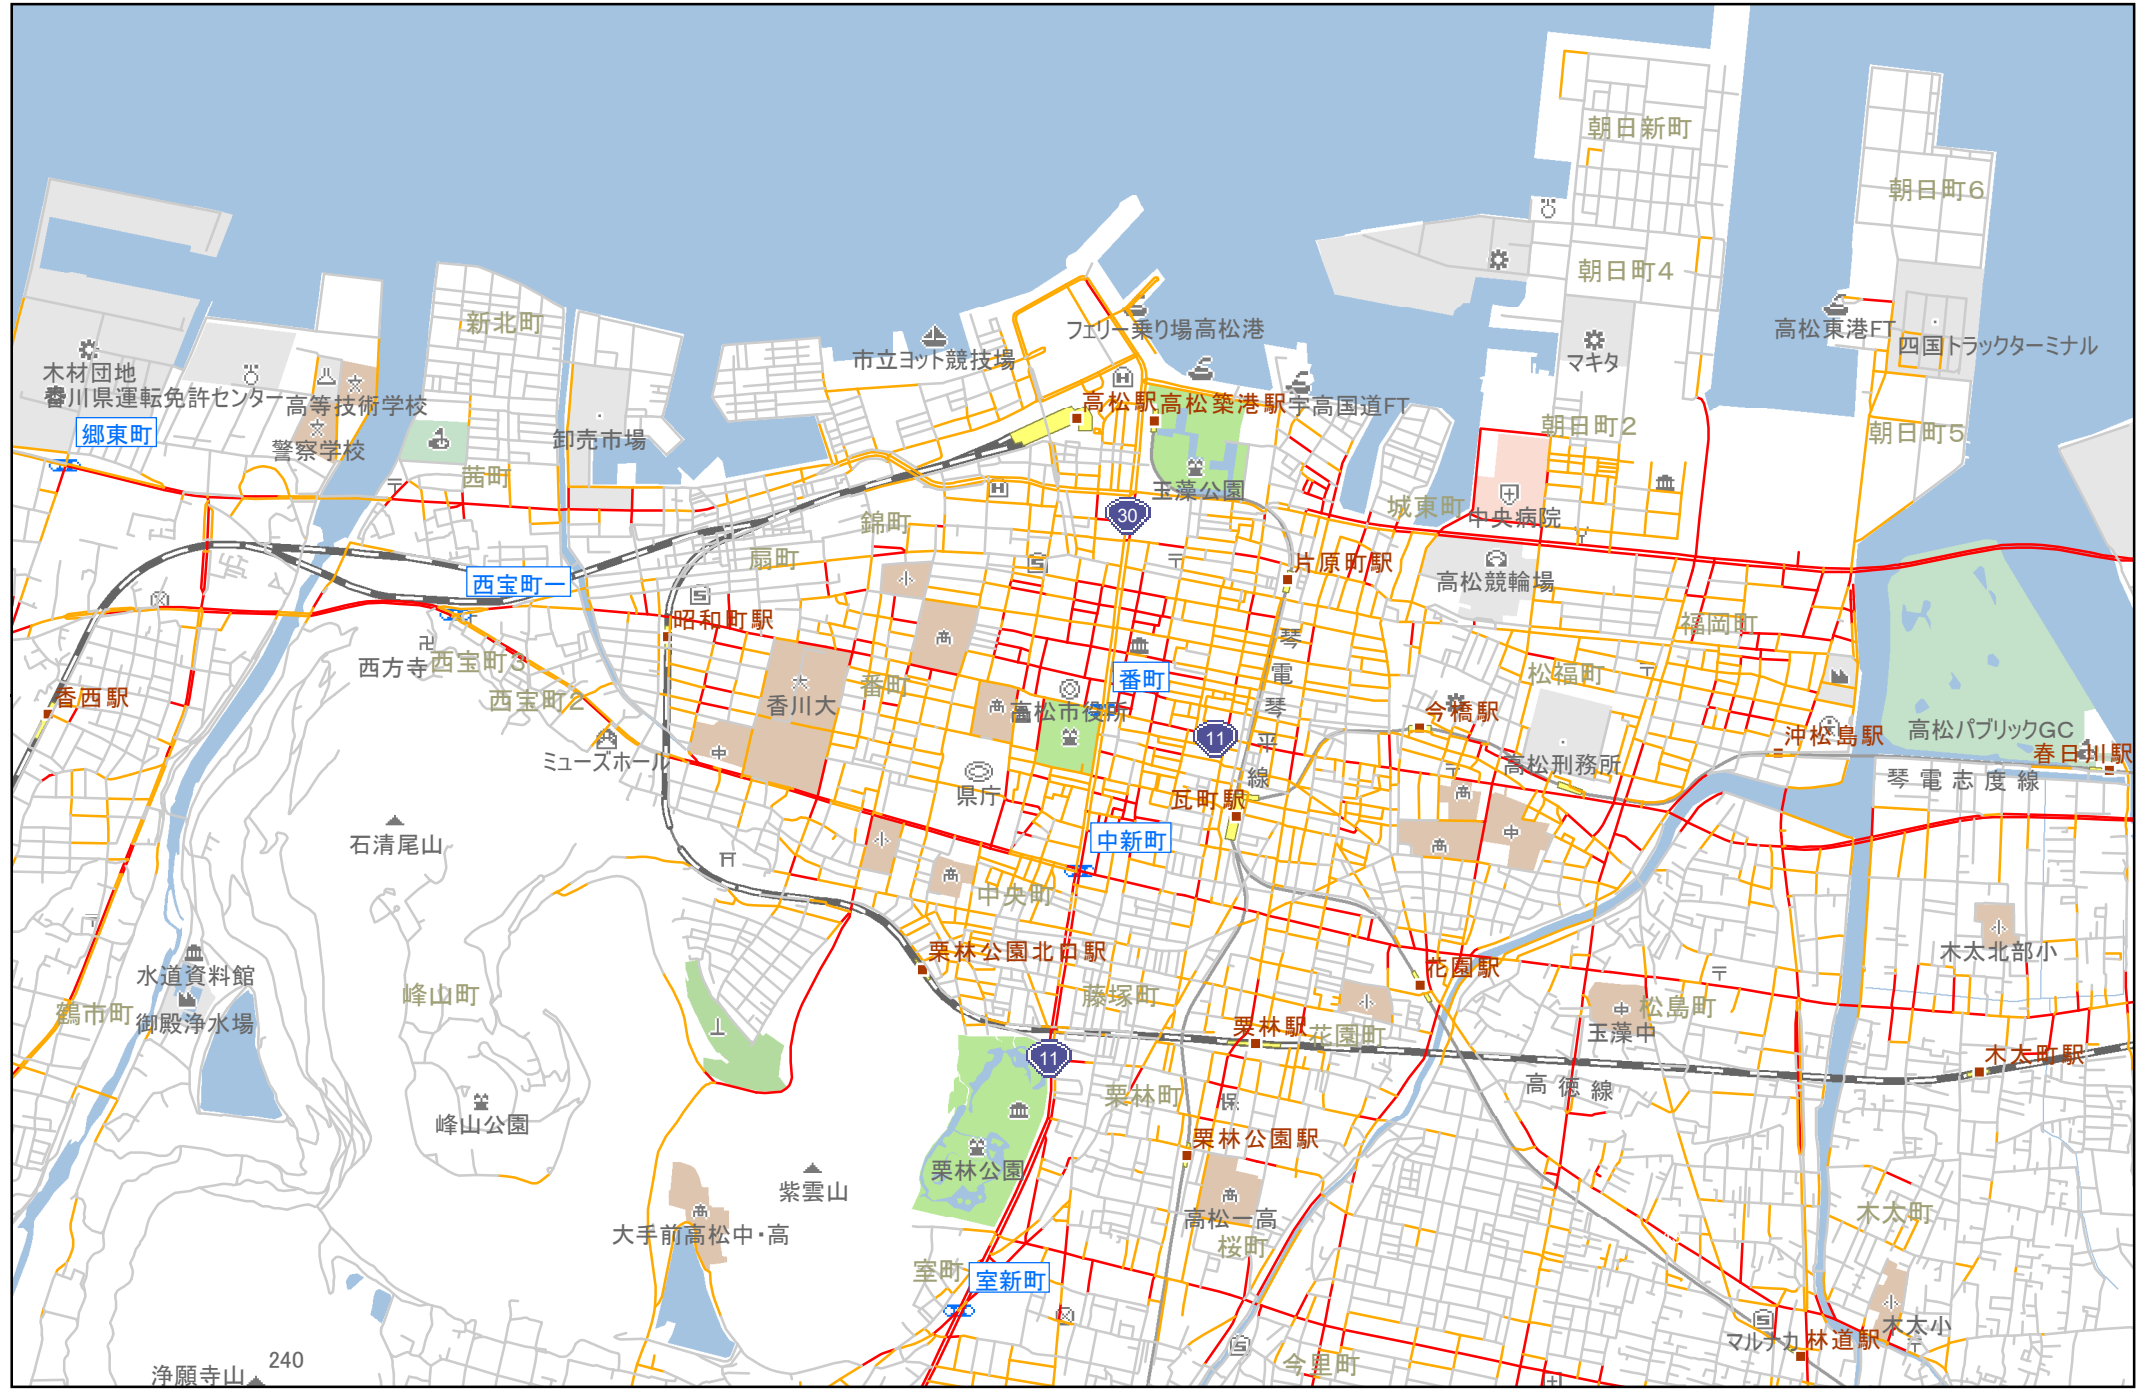 朝日新町
朝日町6
朝日町4
新北町
フェリー乗り場高松港
高松東港FT
四国トラックターミナル
市立ヨット競技場
マキタ
木材団地
香川県運転免許センター
高等技術学校
高松駅
高松築港駅
宇高国道FT
郷東町
警察学校
卸売市場
朝日町2
朝日町5
茜町
玉藻公園
城東町
中央病院
30
錦町
扇町
片原町駅
高松競輪場
西宝町一
昭和町駅
福岡町
西方寺
西宝町3
松福町
番町
番町
香西駅
西宝町2
香川大
高松市役所
今橋駅
琴電琴平線
11
沖松島駅
高松パブリックGC
春日川駅
ミューズホール
高松刑務所
琴電志度線
県庁
瓦町駅
石清尾山
中新町
中央町
栗林公園北口駅
木太北部小
花園駅
水道資料館
峰山町
藤塚町
鶴市町
御殿浄水場
松島町
栗林駅
花園町
玉藻中
11
木太町駅
高徳線
栗林町
峰山公園
栗林公園駅
栗林公園
紫雲山
高松一高
木太町
大手前高松中・高
桜町
室町
室新町
マルナカ
林道駅
木太小
今里町
240
浄願寺山